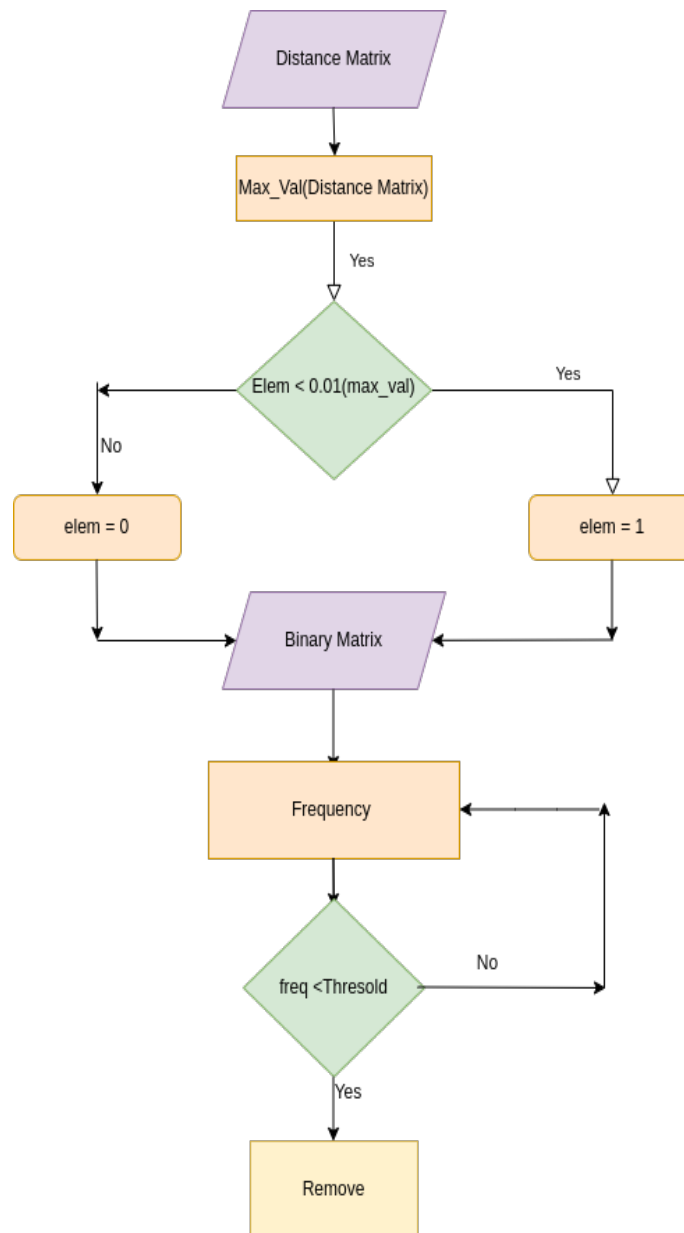 Distance Matrix
Max_Val(Distance Matrix)
Yes
Elem < 0.01(max_val)
Yes
No
elem = 0
elem = 1
Binary Matrix
Frequency
freq <Thresold
No
Yes
Remove